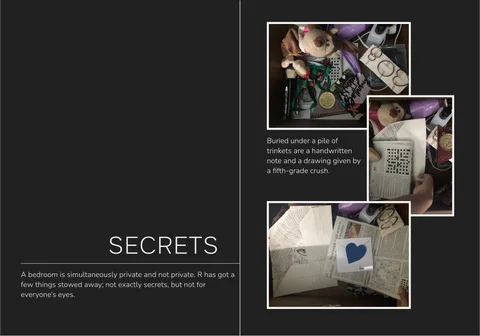 SECRETS
A bedroom is simultaneously private and not private. R has got a
few things stowed away; not exactly secrets, but not for
everyone's eyes.
Buried under a pile of
trinkets are a handwritten
note and a drawing given by
a fifth-grade crush.